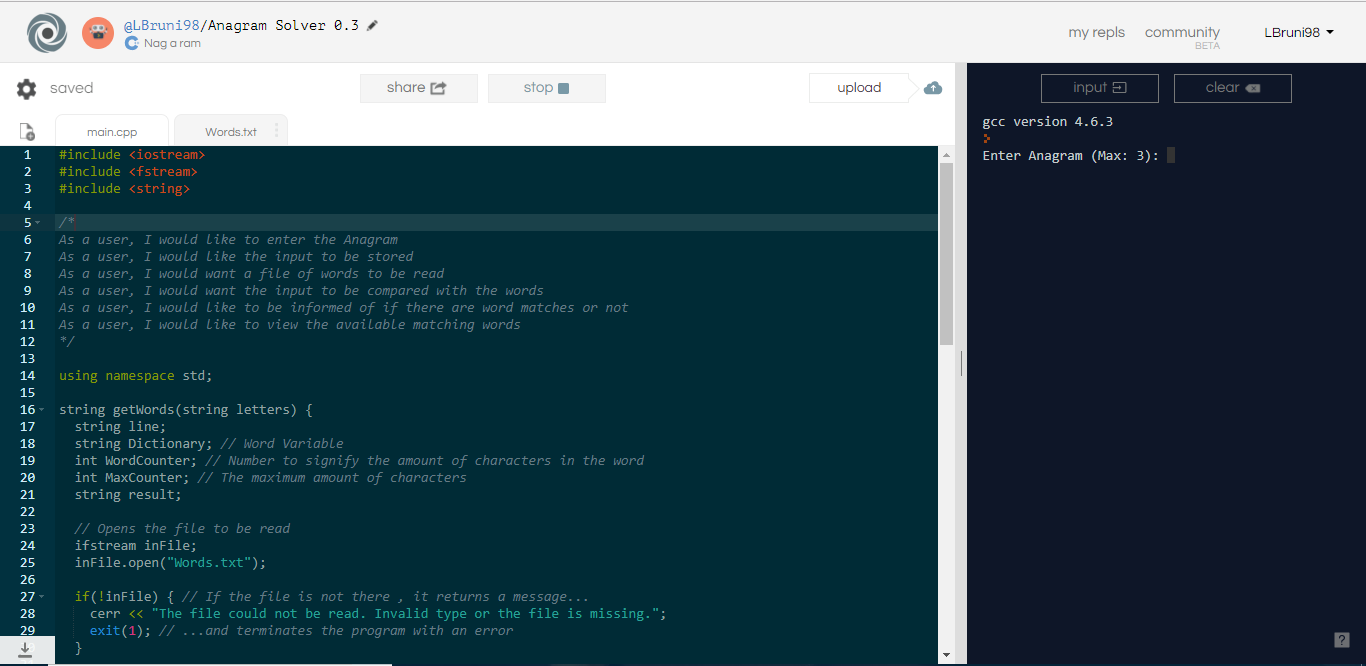 @LBruni98/Anagram Solver 0.3
Nag a ram
my repls community BETA LBruni98
saved share stop upload
main.cpp Words.txt
1 #include <iostream>
2 #include <fstream>
3 #include <string>
4
5 /*
6 As a user, I would like to enter the Anagram
7 As a user, I would like the input to be stored
8 As a user, I would want a file of words to be read
9 As a user, I would want the input to be compared with the words
10 As a user, I would like to be informed of if there are word matches or not
11 As a user, I would like to view the available matching words
12 */
13
14 using namespace std;
15
16 string getWords(string letters) {
17 string line;
18 string Dictionary; // Word Variable
19 int WordCounter; // Number to signify the amount of characters in the word
20 int MaxCounter; // The maximum amount of characters
21 string result;
22
23 // Opens the file to be read
24 ifstream inFile;
25 inFile.open("Words.txt");
26
27 if(!inFile) { // If the file is not there , it returns a message...
28 cerr << "The file could not be read. Invalid type or the file is missing.";
29 exit(1); // ...and terminates the program with an error
}
input clear
gcc version 4.6.3
Enter Anagram (Max: 3):
?